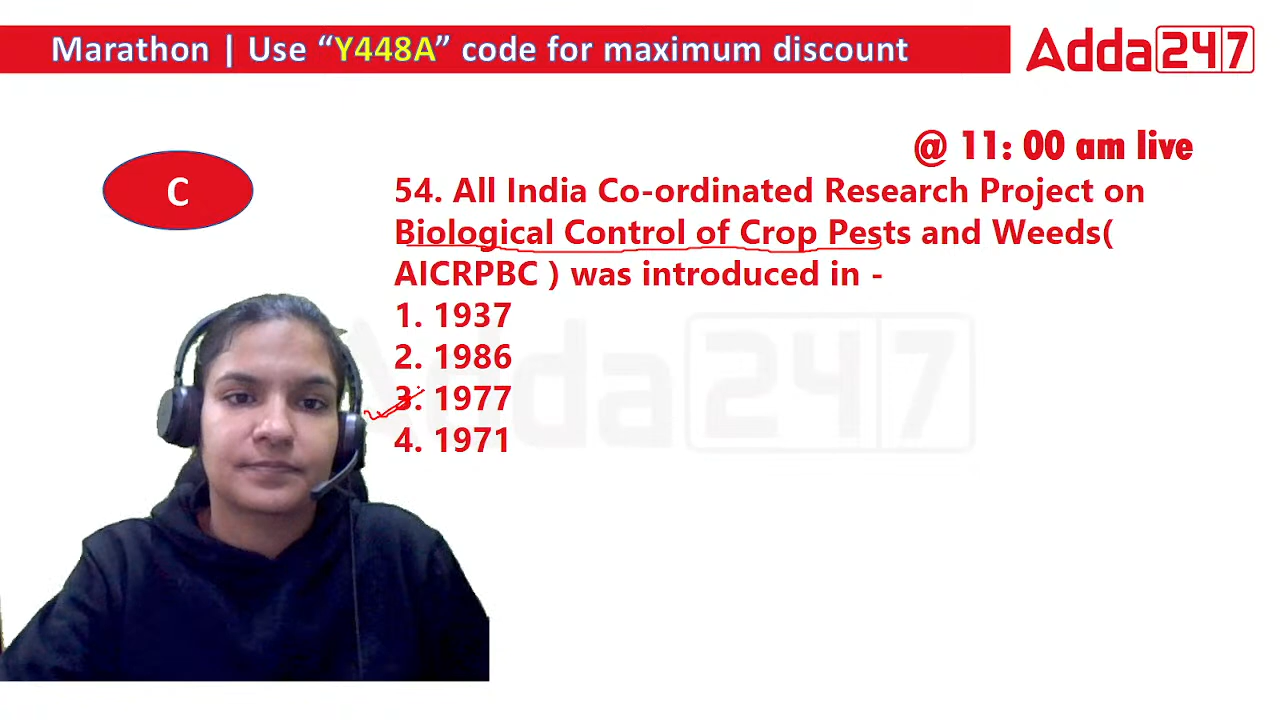 Marathon | Use “Y448A” code for maximum discount
Adda247
@ 11: 00 am live
C
54. All India Co-ordinated Research Project on
Biological Control of Crop Pests and Weeds(
AICRPBC ) was introduced in -
1. 1937
2. 1986
3. 1977
4. 1971
Adda247